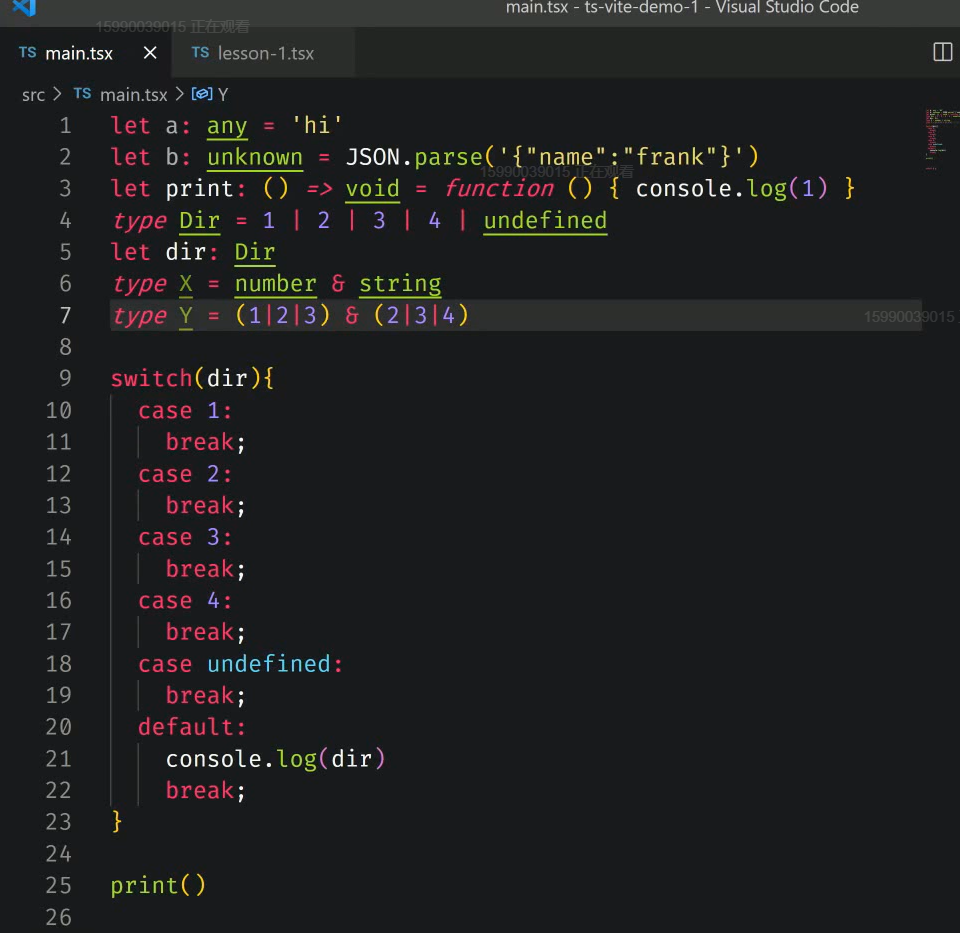 main.tsx - ts-vite-demo-1 - Visual Studio Code
15990039015 正在观看
TS main.tsx × TS lesson-1.tsx
src > TS main.tsx > Y
1 let a: any = 'hi'
2 let b: unknown = JSON.parse('{"name":"frank"}')
15990039015 正在观看
3 let print: () => void = function () { console.log(1) }
4 type Dir = 1 | 2 | 3 | 4 | undefined
5 let dir: Dir
6 type X = number & string
7 type Y = (1|2|3) & (2|3|4)
15990039015
8
9 switch(dir){
10 case 1:
11 break;
12 case 2:
13 break;
14 case 3:
15 break;
16 case 4:
17 break;
18 case undefined:
19 break;
20 default:
21 console.log(dir)
22 break;
23 }
24
25 print()
26